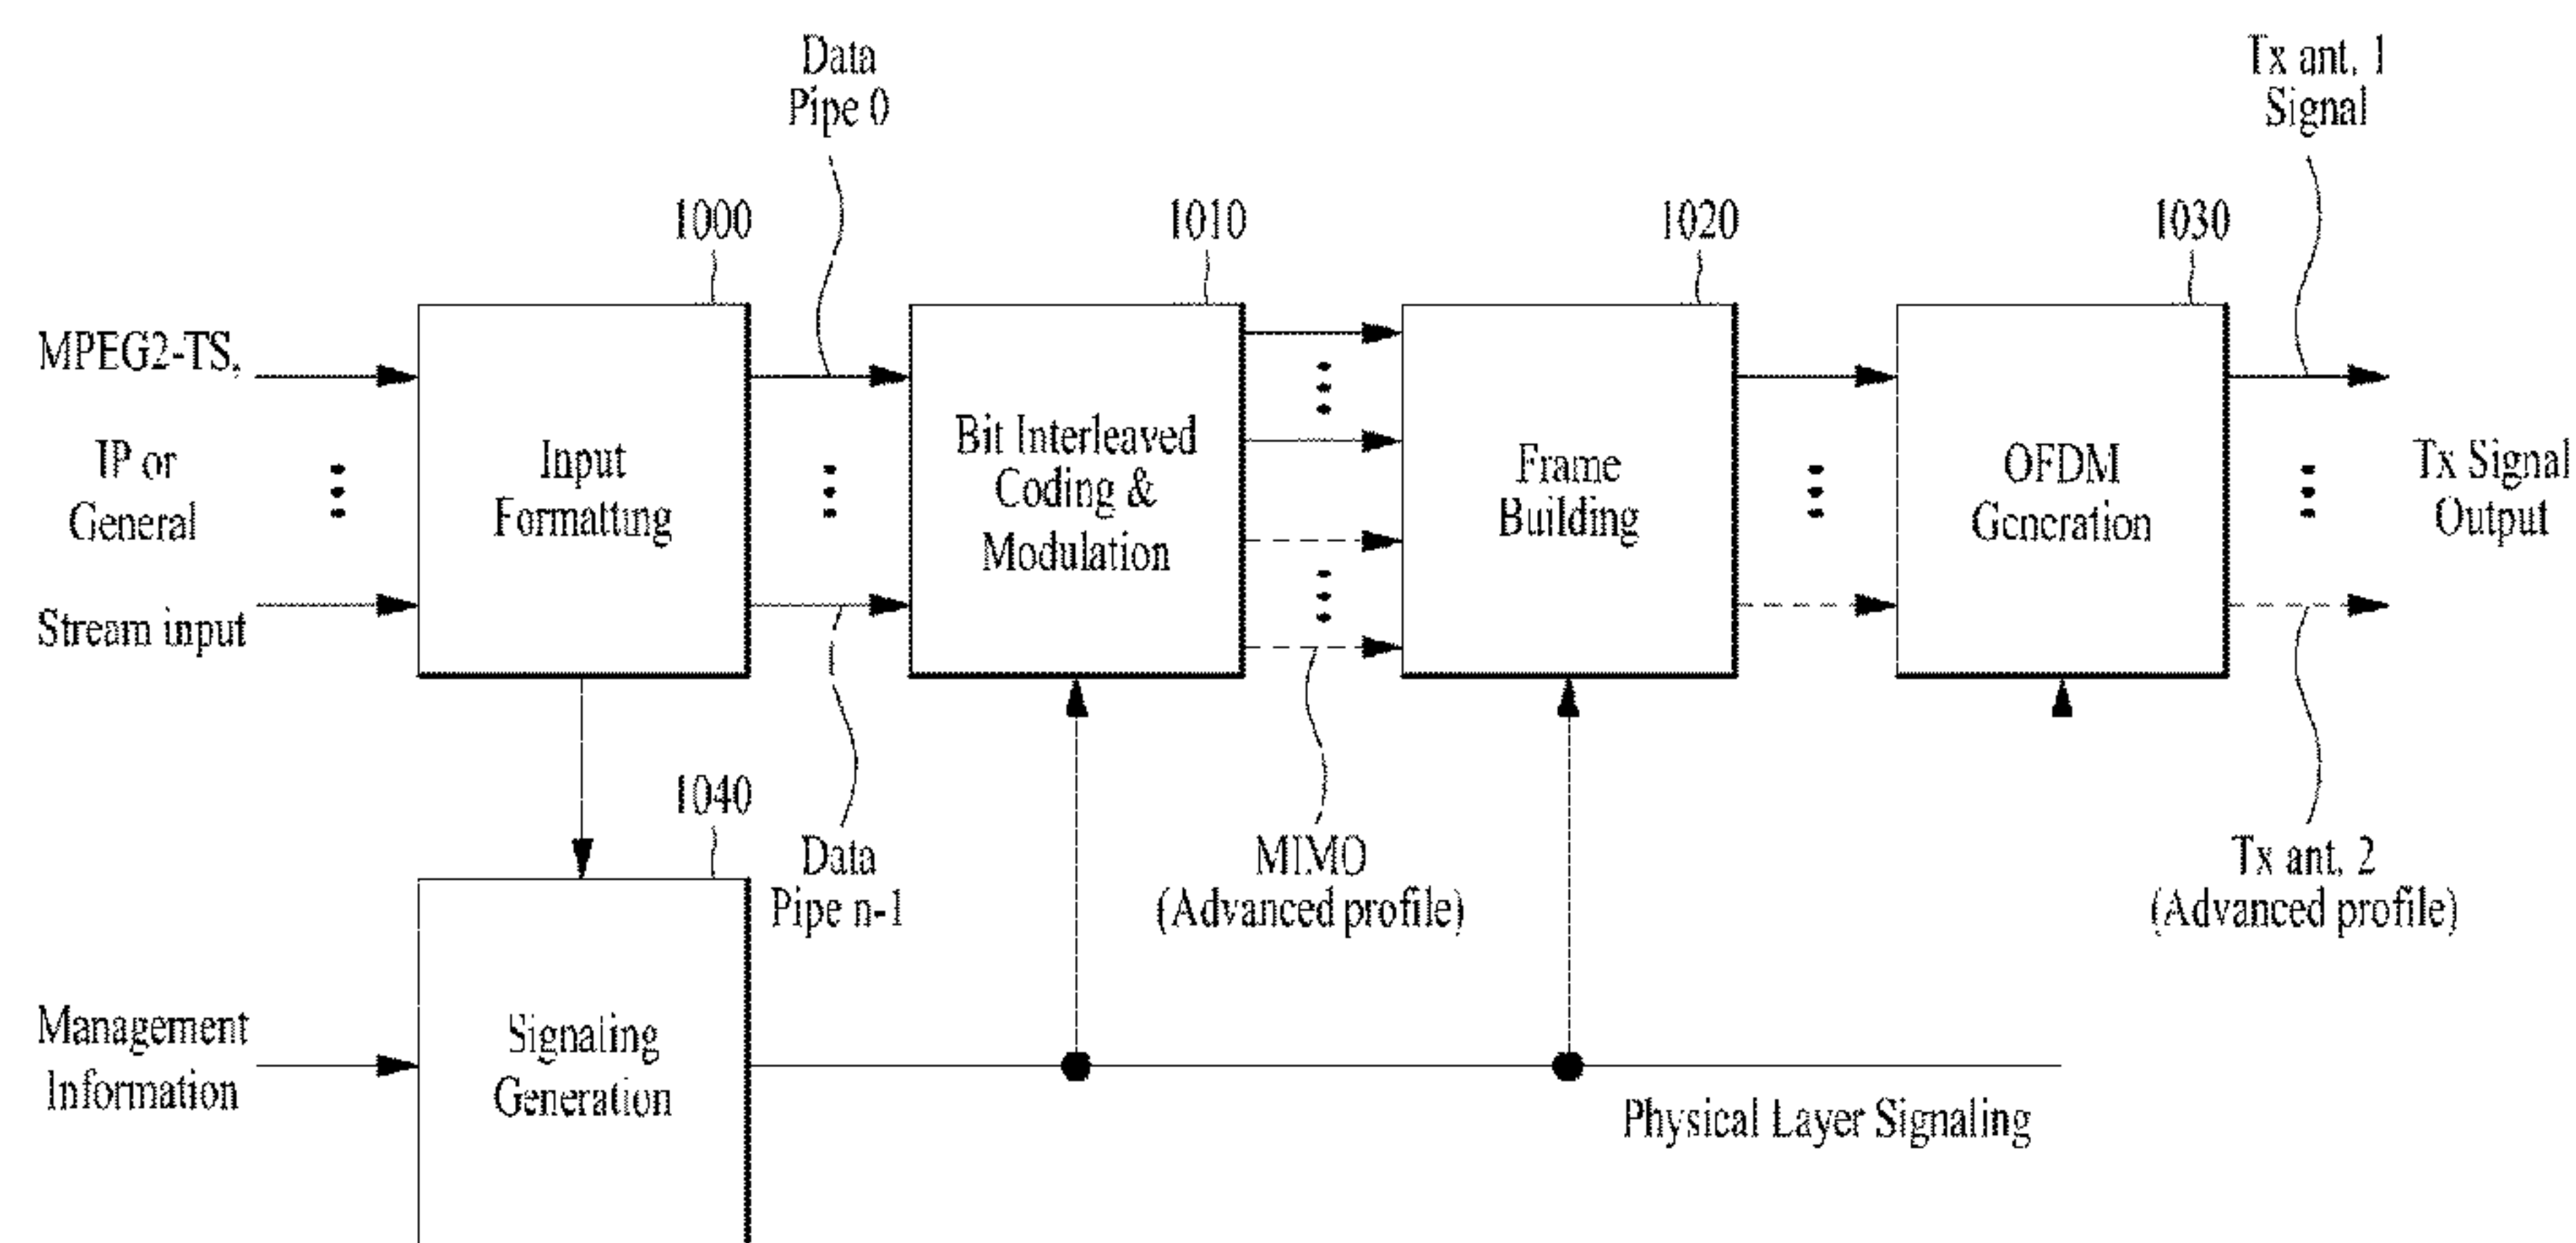 Data
Pipe 0
Tx ant, 1
Signal
1000
1010
1020
1030
MPEG2-TS,
IP or
General
Stream input
Input
Formatting
Bit Interleaved
Coding &
Modulation
Frame
Building
OFDM
Generation
Tx Signal
Output
1040
Data
Pipe n-1
MIMO
(Advanced profile)
Tx ant, 2
(Advanced profile)
Management
Information
Signaling
Generation
Physical Layer Signaling